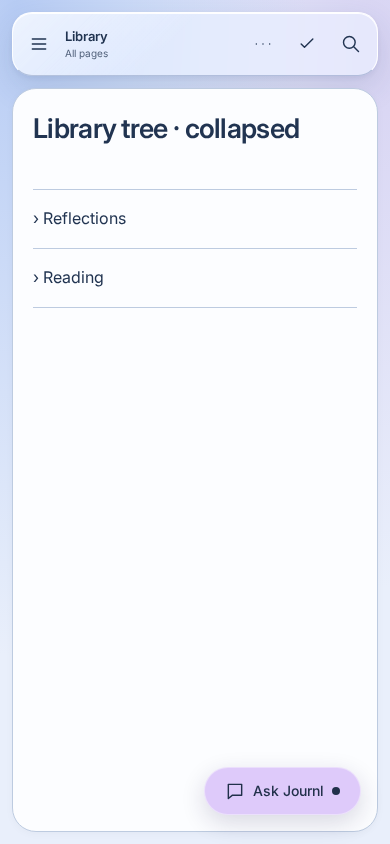 Library
All pages
Library tree · collapsed
› Reflections
› Reading
Ask Journl